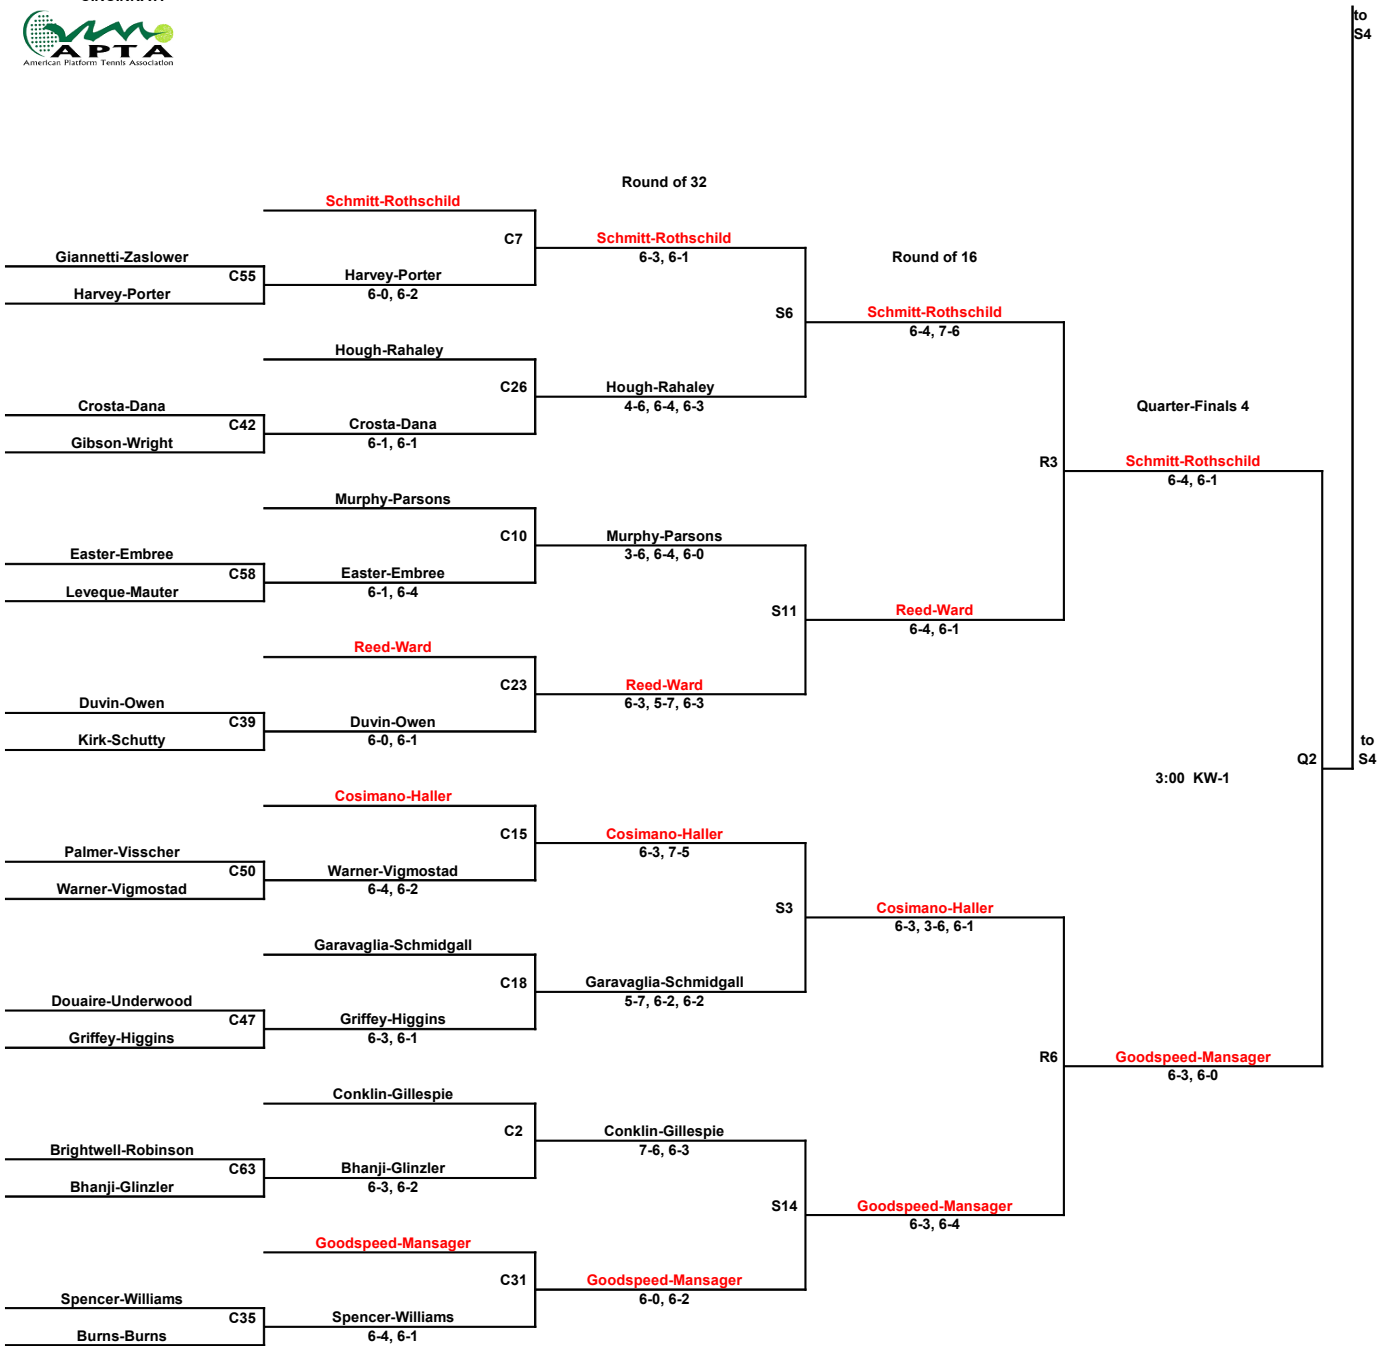 to
S4
APTA
American Platform Tennis Association
Round of 32
Schmitt-Rothschild
C7
Schmitt-Rothschild
6-3, 6-1
Giannetti-Zaslower
C55
Harvey-Porter
Harvey-Porter
6-0, 6-2
Round of 16
S6
Schmitt-Rothschild
6-4, 7-6
Hough-Rahaley
C26
Hough-Rahaley
4-6, 6-4, 6-3
Crosta-Dana
C42
Gibson-Wright
Crosta-Dana
6-1, 6-1
Quarter-Finals 4
R3
Schmitt-Rothschild
6-4, 6-1
Murphy-Parsons
C10
Murphy-Parsons
3-6, 6-4, 6-0
Easter-Embree
C58
Leveque-Mauter
Easter-Embree
6-1, 6-4
S11
Reed-Ward
6-4, 6-1
Reed-Ward
C23
Reed-Ward
6-3, 5-7, 6-3
Duvin-Owen
C39
Kirk-Schutty
Duvin-Owen
6-0, 6-1
to
S4
Q2
3:00 KW-1
Cosimano-Haller
C15
Cosimano-Haller
6-3, 7-5
Palmer-Visscher
C50
Warner-Vigmostad
Warner-Vigmostad
6-4, 6-2
S3
Cosimano-Haller
6-3, 3-6, 6-1
Garavaglia-Schmidgall
C18
Garavaglia-Schmidgall
5-7, 6-2, 6-2
Douaire-Underwood
C47
Griffey-Higgins
Griffey-Higgins
6-3, 6-1
R6
Goodspeed-Mansager
6-3, 6-0
Conklin-Gillespie
C2
Conklin-Gillespie
7-6, 6-3
Brightwell-Robinson
C63
Bhanji-Glinzler
Bhanji-Glinzler
6-3, 6-2
S14
Goodspeed-Mansager
6-3, 6-4
Goodspeed-Mansager
C31
Goodspeed-Mansager
6-0, 6-2
Spencer-Williams
C35
Burns-Burns
Spencer-Williams
6-4, 6-1